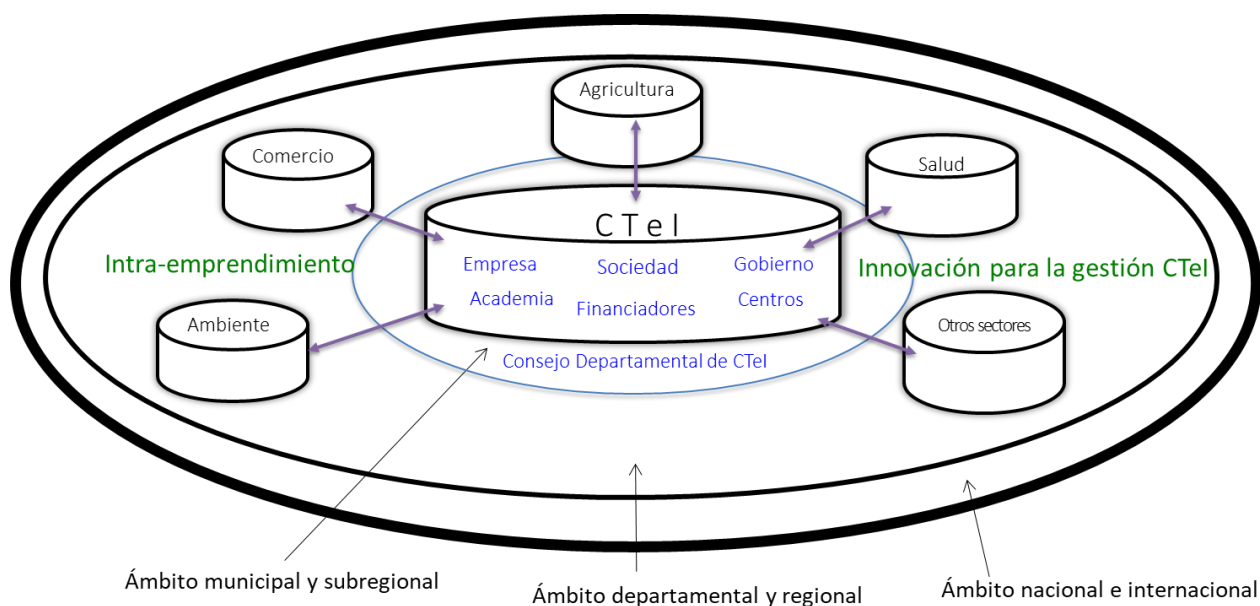 Agricultura
Comercio
Salud
C T e I
Empresa
Sociedad
Gobierno
Intra-emprendimiento
Innovación para la gestión CTeI
Academia
Financiadores
Centros
Ambiente
Otros sectores
Consejo Departamental de CTeI
Ámbito municipal y subregional
Ámbito departamental y regional
Ámbito nacional e internacional